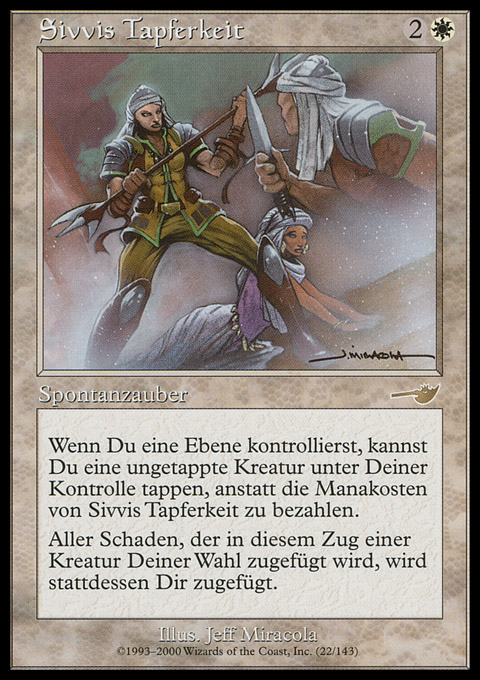 Sivvis Tapferkeit 2
J. MIRACOLA
Spontanzauber
Wenn Du eine Ebene kontrollierst, kannst
Du eine ungetappte Kreatur unter Deiner
Kontrolle tappen, anstatt die Manakosten
von Sivvis Tapferkeit zu bezahlen.
Aller Schaden, der in diesem Zug einer
Kreatur Deiner Wahl zugefügt wird, wird
stattdessen Dir zugefügt.
Illus. Jeff Miracola
©1993–2000 Wizards of the Coast, Inc. (22/143)